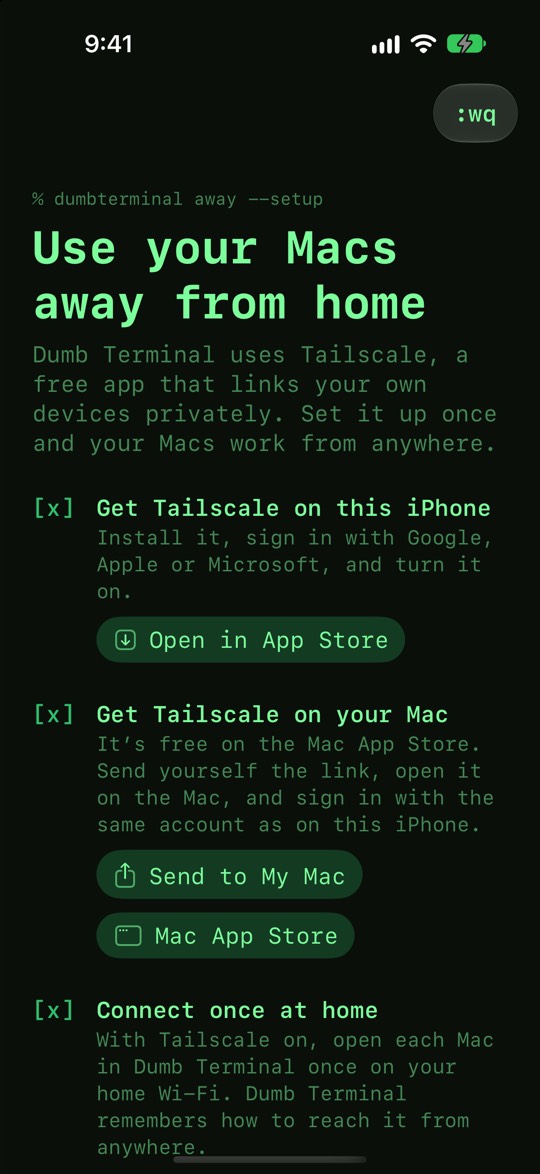 9:41
:wq
% dumbterminal away --setup
Use your Macs
away from home
Dumb Terminal uses Tailscale, a
free app that links your own
devices privately. Set it up once
and your Macs work from anywhere.
[x] Get Tailscale on this iPhone
Install it, sign in with Google,
Apple or Microsoft, and turn it
on.
Open in App Store
[x] Get Tailscale on your Mac
It’s free on the Mac App Store.
Send yourself the link, open it
on the Mac, and sign in with the
same account as on this iPhone.
Send to My Mac
Mac App Store
[x] Connect once at home
With Tailscale on, open each Mac
in Dumb Terminal once on your
home Wi-Fi. Dumb Terminal
remembers how to reach it from
anywhere.